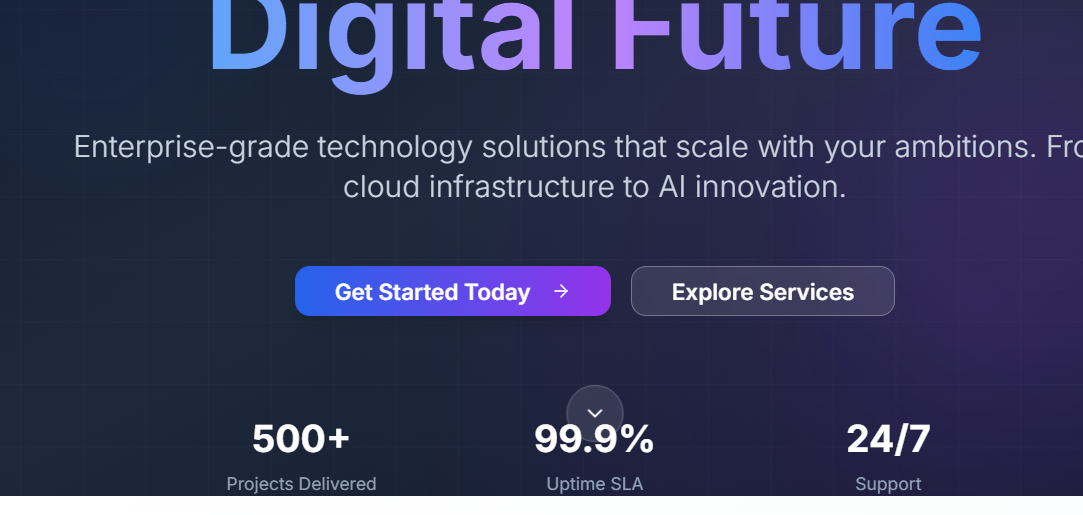 Digital Future
Enterprise-grade technology solutions that scale with your ambitions.
cloud infrastructure to AI innovation.
Get Started Today →
Explore Services
500+
99.9%
24/7
Projects Delivered
Uptime SLA
Support